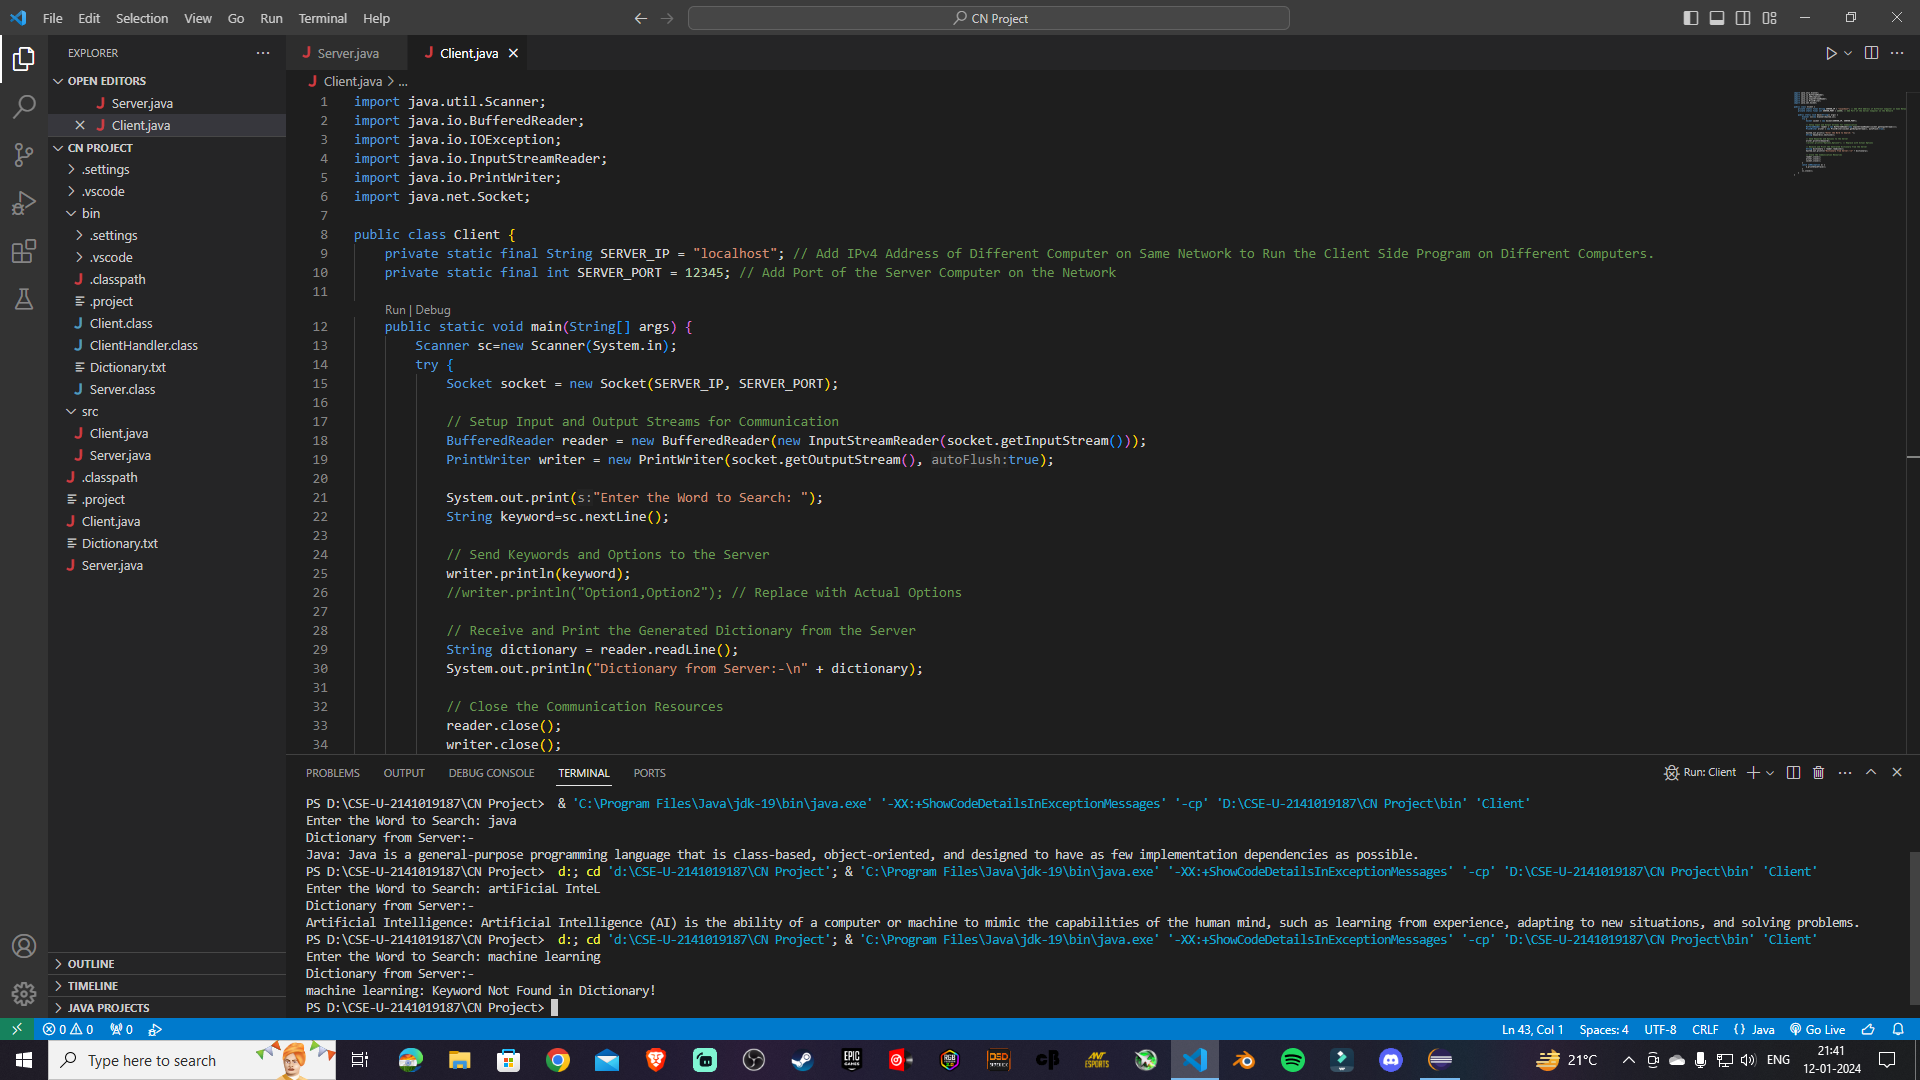 File Edit Selection View Go Run Terminal Help
CN Project
EXPLORER
OPEN EDITORS
Server.java
Client.java
CN PROJECT
.settings
.vscode
bin
.settings
.vscode
.classpath
.project
Client.class
ClientHandler.class
Dictionary.txt
Server.class
src
Client.java
Server.java
.classpath
.project
Client.java
Dictionary.txt
Server.java
OUTLINE
TIMELINE
JAVA PROJECTS
Server.java Client.java
Client.java > ...
1 import java.util.Scanner;
2 import java.io.BufferedReader;
3 import java.io.IOException;
4 import java.io.InputStreamReader;
5 import java.io.PrintWriter;
6 import java.net.Socket;
7
8 public class Client {
9 private static final String SERVER_IP = "localhost"; // Add IPv4 Address of Different Computer on Same Network to Run the Client Side Program on Different Computers.
10 private static final int SERVER_PORT = 12345; // Add Port of the Server Computer on the Network
11
Run | Debug
12 public static void main(String[] args) {
13 Scanner sc=new Scanner(System.in);
14 try {
15 Socket socket = new Socket(SERVER_IP, SERVER_PORT);
16
17 // Setup Input and Output Streams for Communication
18 BufferedReader reader = new BufferedReader(new InputStreamReader(socket.getInputStream()));
19 PrintWriter writer = new PrintWriter(socket.getOutputStream(), autoFlush:true);
20
21 System.out.print(s:"Enter the Word to Search: ");
22 String keyword=sc.nextLine();
23
24 // Send Keywords and Options to the Server
25 writer.println(keyword);
26 //writer.println("Option1,Option2"); // Replace with Actual Options
27
28 // Receive and Print the Generated Dictionary from the Server
29 String dictionary = reader.readLine();
30 System.out.println("Dictionary from Server:-\n" + dictionary);
31
32 // Close the Communication Resources
33 reader.close();
34 writer.close();
PROBLEMS OUTPUT DEBUG CONSOLE TERMINAL PORTS
Run: Client
PS D:\CSE-U-2141019187\CN Project> & 'C:\Program Files\Java\jdk-19\bin\java.exe' '-XX:+ShowCodeDetailsInExceptionMessages' '-cp' 'D:\CSE-U-2141019187\CN Project\bin' 'Client'
Enter the Word to Search: java
Dictionary from Server:-
Java: Java is a general-purpose programming language that is class-based, object-oriented, and designed to have as few implementation dependencies as possible.
PS D:\CSE-U-2141019187\CN Project> d:; cd 'd:\CSE-U-2141019187\CN Project'; & 'C:\Program Files\Java\jdk-19\bin\java.exe' '-XX:+ShowCodeDetailsInExceptionMessages' '-cp' 'D:\CSE-U-2141019187\CN Project\bin' 'Client'
Enter the Word to Search: artiFiciaL InteL
Dictionary from Server:-
Artificial Intelligence: Artificial Intelligence (AI) is the ability of a computer or machine to mimic the capabilities of the human mind, such as learning from experience, adapting to new situations, and solving problems.
PS D:\CSE-U-2141019187\CN Project> d:; cd 'd:\CSE-U-2141019187\CN Project'; & 'C:\Program Files\Java\jdk-19\bin\java.exe' '-XX:+ShowCodeDetailsInExceptionMessages' '-cp' 'D:\CSE-U-2141019187\CN Project\bin' 'Client'
Enter the Word to Search: machine learning
Dictionary from Server:-
machine learning: Keyword Not Found in Dictionary!
PS D:\CSE-U-2141019187\CN Project>
0 0 0
Ln 43, Col 1 Spaces: 4 UTF-8 CRLF {} Java Go Live
Type here to search
EPIC GAMES
ESPORTS
21°C
ENG
21:41
12-01-2024